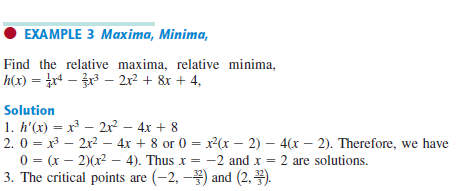 EXAMPLE 3 Maxima, Minima,
Find the relative maxima, relative minima,
h(x) = ¼x⁴ − ⅔x³ − 2x² + 8x + 4,
Solution
1. h′(x) = x³ − 2x² − 4x + 8
2. 0 = x³ − 2x² − 4x + 8 or 0 = x²(x − 2) − 4(x − 2). Therefore, we have
0 = (x − 2)(x² − 4). Thus x = −2 and x = 2 are solutions.
3. The critical points are (−2, −32/3) and (2, 32/3).